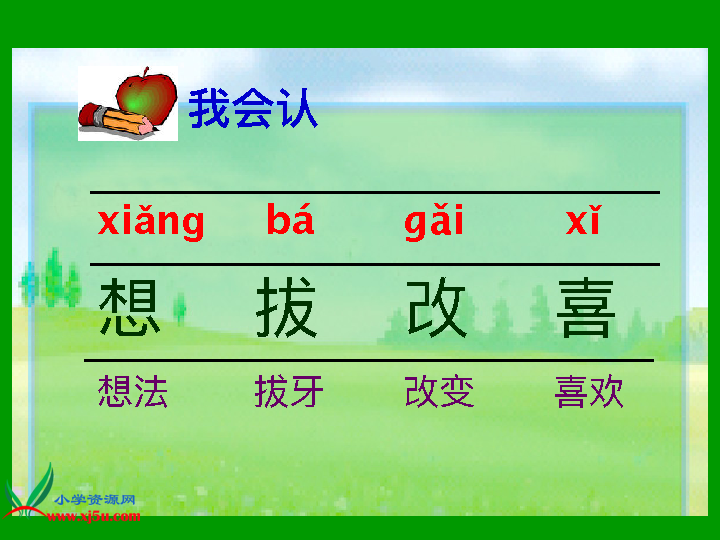 我会认
xiǎng bá gǎi xǐ
想 拔 改 喜
想法 拔牙 改变 喜欢
小学资源网
www.xj5u.com